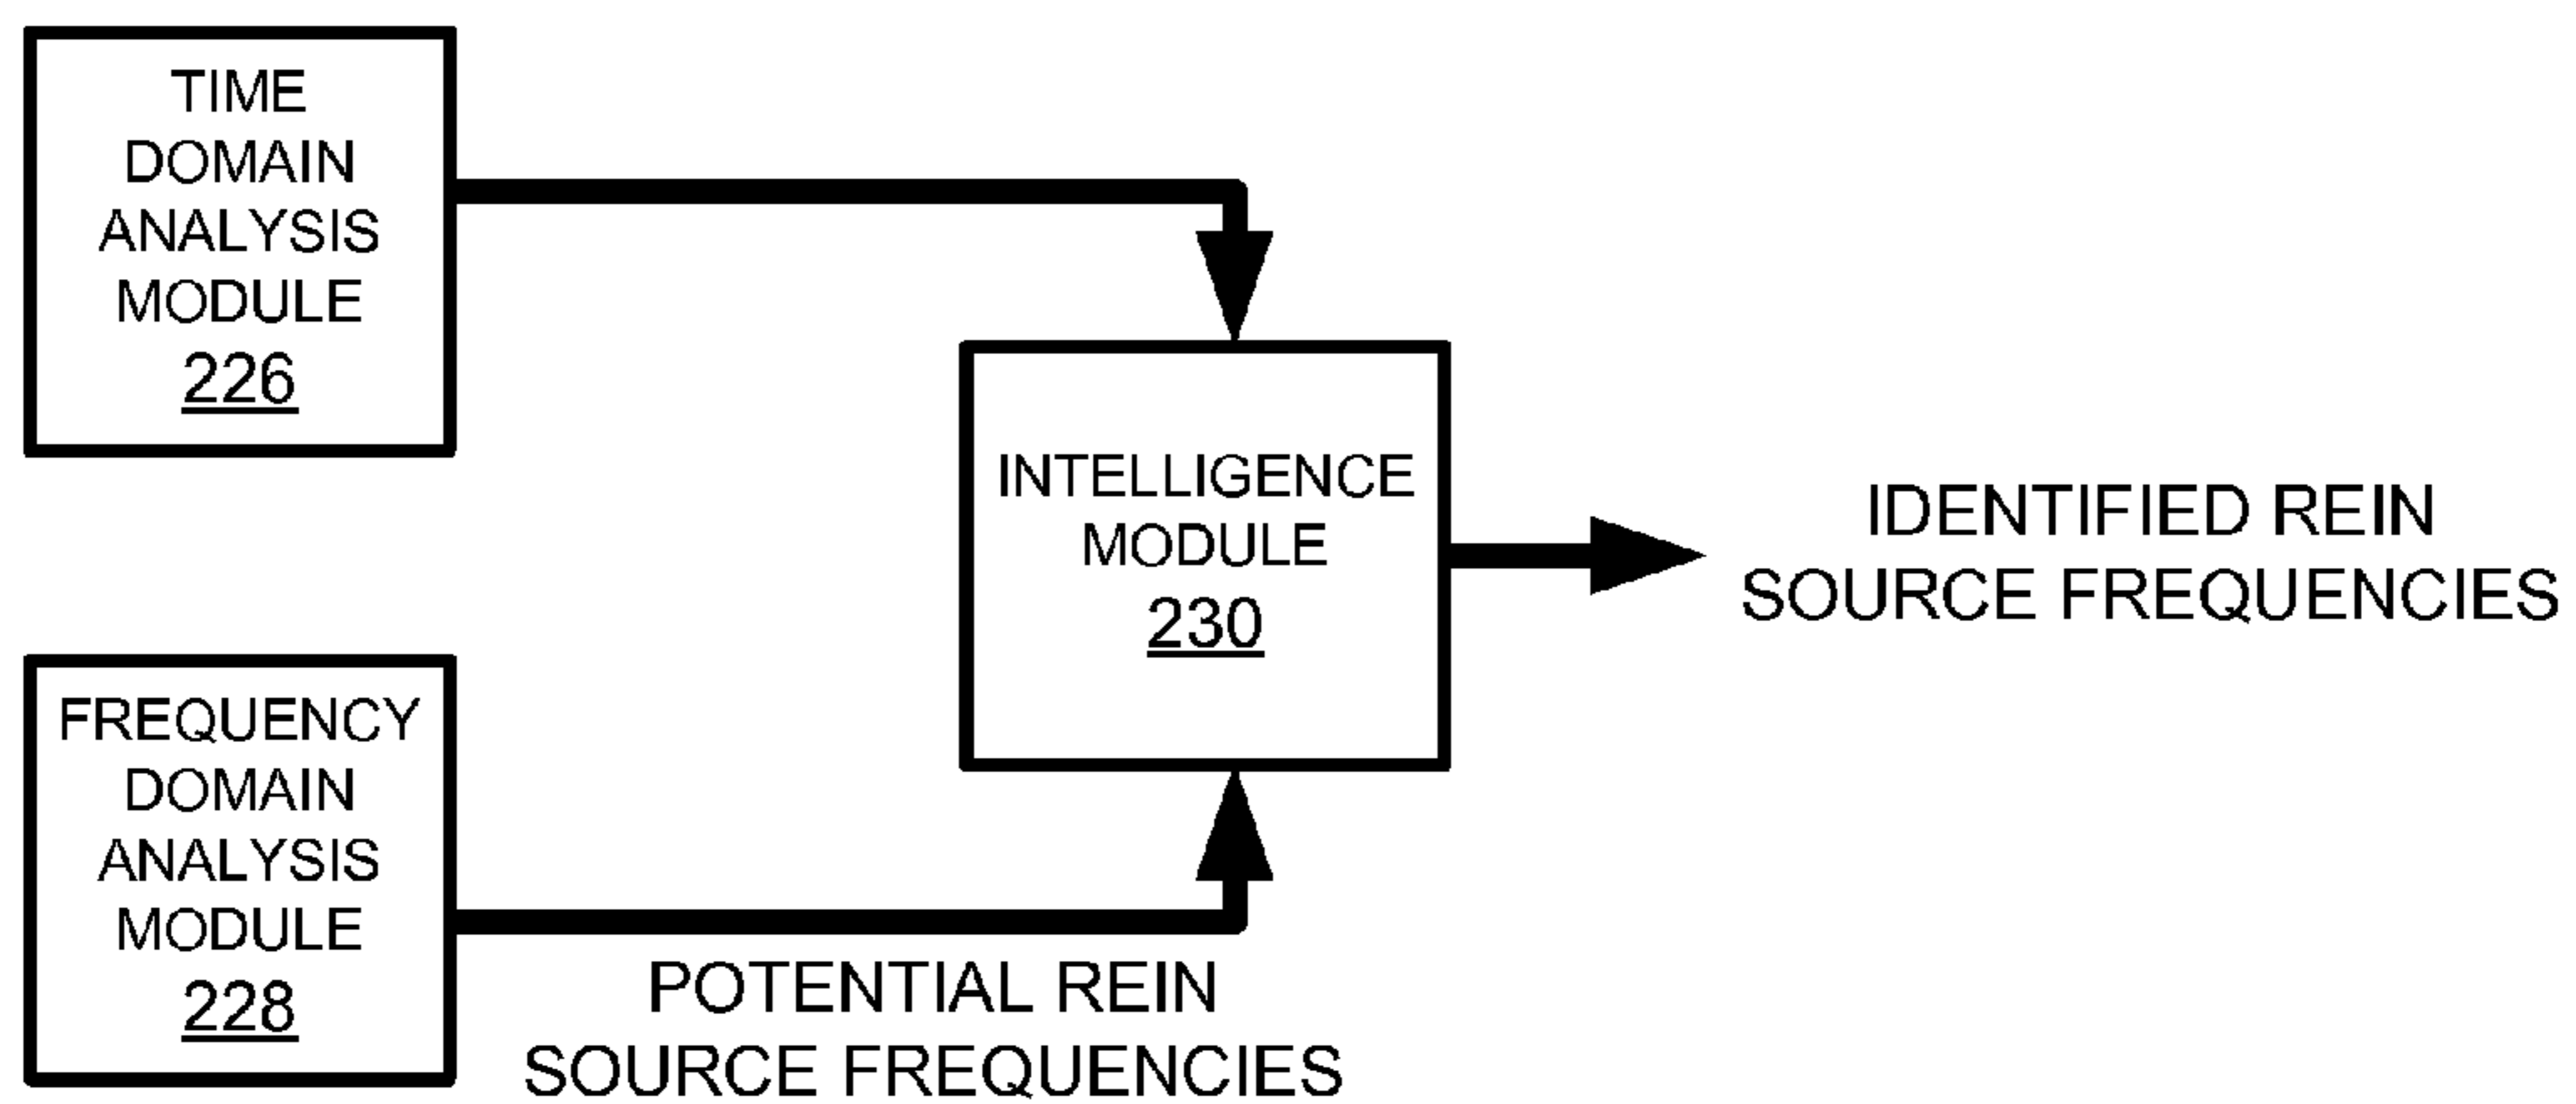 TIME
DOMAIN
ANALYSIS
MODULE
226
INTELLIGENCE
MODULE
230
IDENTIFIED REIN
SOURCE FREQUENCIES
FREQUENCY
DOMAIN
ANALYSIS
MODULE
228
POTENTIAL REIN
SOURCE FREQUENCIES